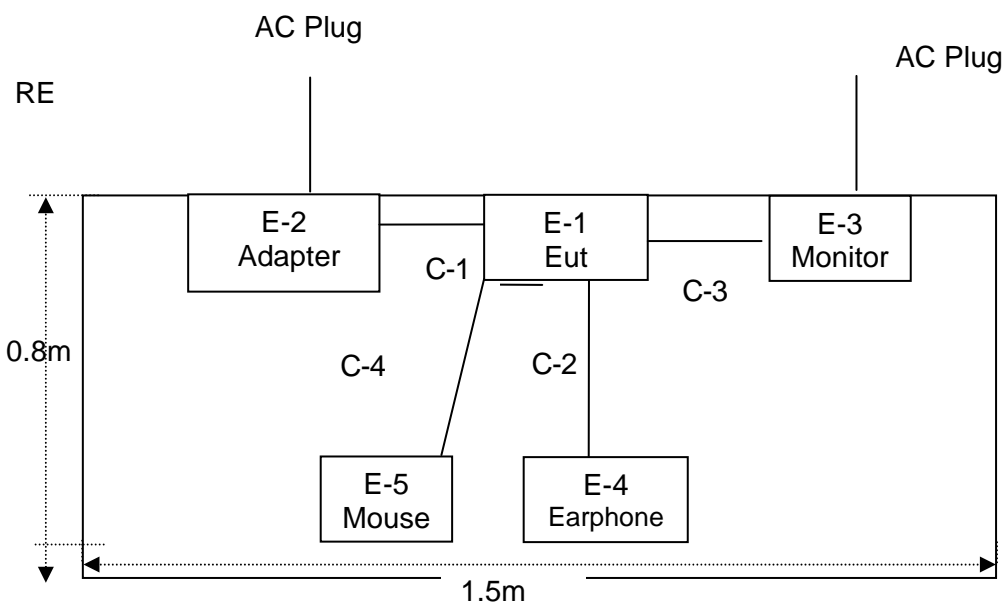 AC Plug
AC Plug
RE
E-2
Adapter
E-1
Eut
E-3
Monitor
C-1
C-3
0.8m
C-4
C-2
E-5
Mouse
E-4
Earphone
1.5m